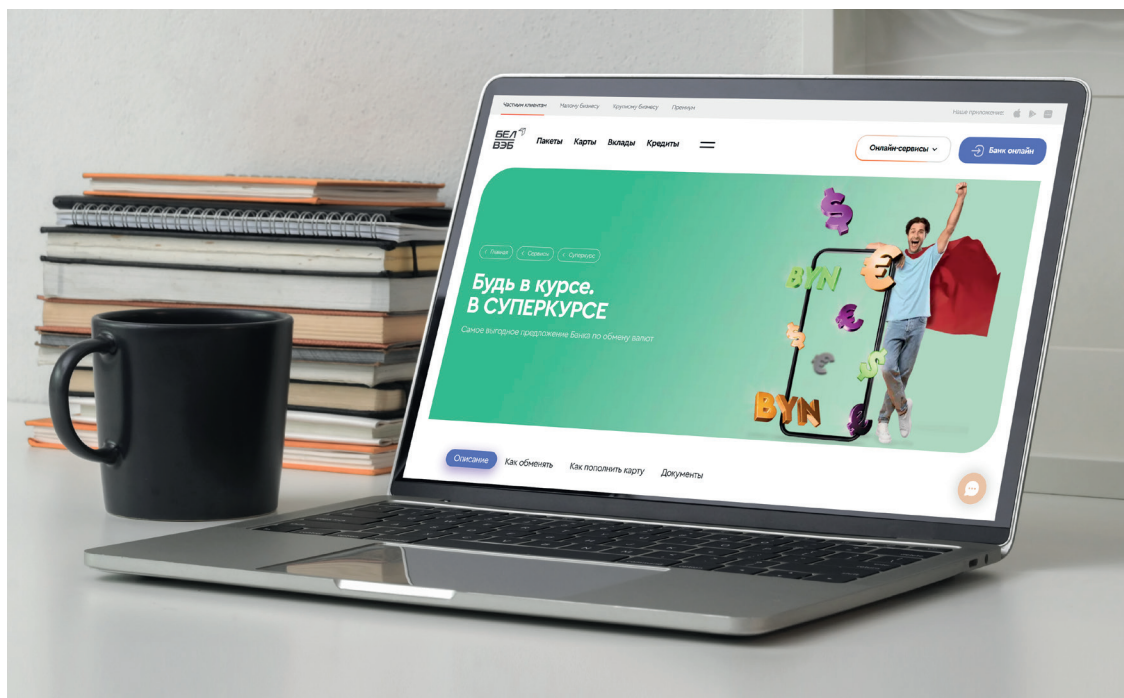 Частным клиентам Малому бизнесу Крупному бизнесу Премиум Наше приложение:
БЕЛ
ВЭБ
Пакеты Карты Вклады Кредиты Онлайн-сервисы Банк онлайн
Главная Сервисы Суперкурс
Будь в курсе.
В СУПЕРКУРСЕ
Самое выгодное предложение Банка по обмену валют
$
BYN €
€
$
€ $
BYN €
Описание Как обменять Как пополнить карту Документы